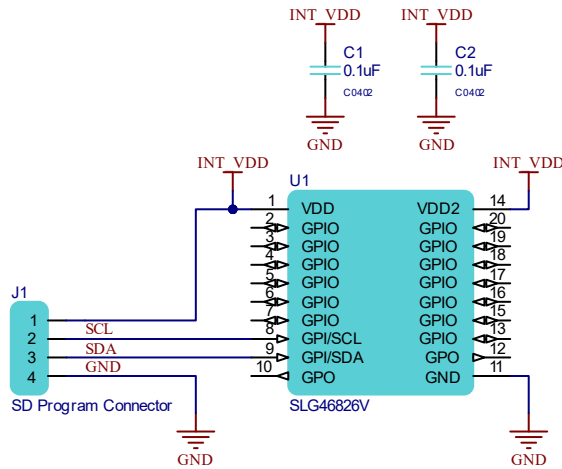 INT_VDD INT_VDD
C1 C2
0.1uF 0.1uF
C0402 C0402
GND GND
INT_VDD INT_VDD
U1
1 VDD VDD2 14
2 GPIO GPIO 20
3 GPIO GPIO 19
4 GPIO GPIO 18
5 GPIO GPIO 17
6 GPIO GPIO 16
7 GPIO GPIO 15
8 GPI/SCL GPIO 13
9 GPI/SDA GPO 12
10 GPO GND 11
SLG46826V
J1
1
2 SCL
3 SDA
4 GND
SD Program Connector
GND GND